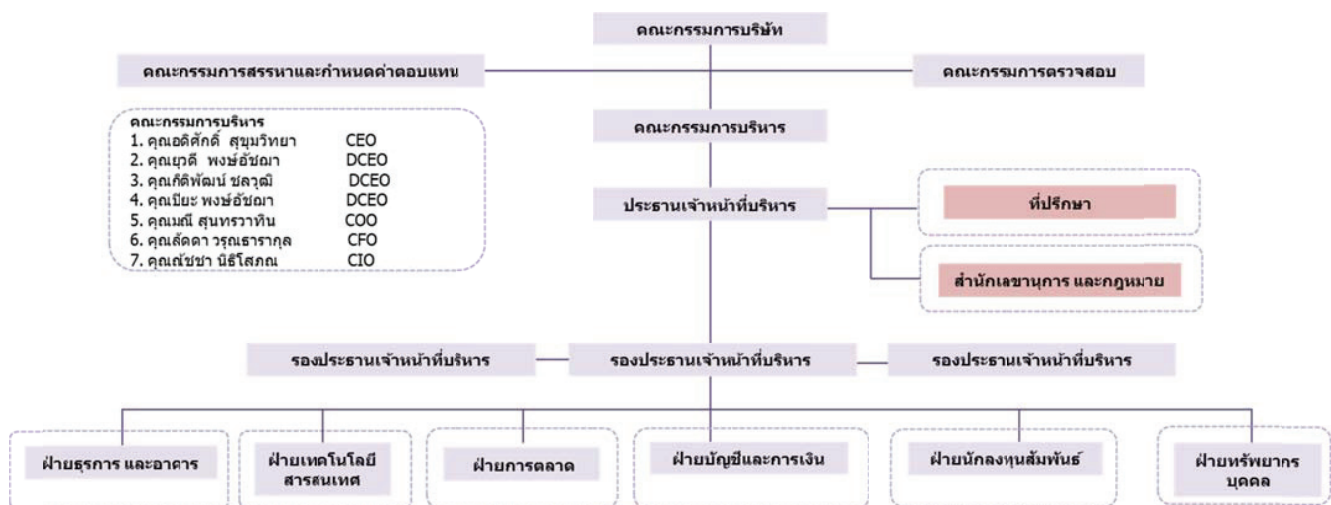 คณะกรรมการบริษัท
คณะกรรมการสรรหาและกำหนดค่าตอบแทน
คณะกรรมการตรวจสอบ
คณะกรรมการบริหาร
1. คุณอดิศักดิ์ สุขุมวิทยา CEO
2. คุณยุวดี พงษ์อัชฌา DCEO
3. คุณกิติพัฒน์ ชลวุฒิ DCEO
4. คุณปิยะ พงษ์อัชฌา DCEO
5. คุณมณี สุนทรวาทิน COO
6. คุณลัดดา วรุณธารากุล CFO
7. คุณณัชชา นิธิโสภณ CIO
คณะกรรมการบริหาร
ประธานเจ้าหน้าที่บริหาร
ที่ปรึกษา
สำนักเลขานุการ และกฎหมาย
รองประธานเจ้าหน้าที่บริหาร
รองประธานเจ้าหน้าที่บริหาร
รองประธานเจ้าหน้าที่บริหาร
ฝ่ายธุรการ และอาคาร
ฝ่ายเทคโนโลยี
สารสนเทศ
ฝ่ายการตลาด
ฝ่ายบัญชีและการเงิน
ฝ่ายนักลงทุนสัมพันธ์
ฝ่ายทรัพยากร
บุคคล